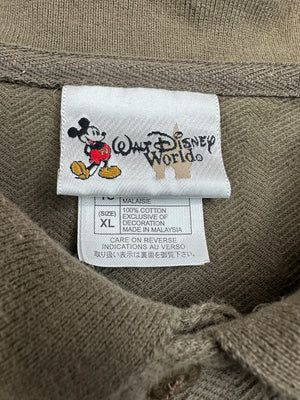 WALT DISNEY
World®
MALAISIE
(SIZE)
XL
100% COTTON
EXCLUSIVE OF
DECORATION
MADE IN MALAYSIA
CARE ON REVERSE
INDICATIONS AU VERSO
取り扱い表示は裏面をご覧下さい